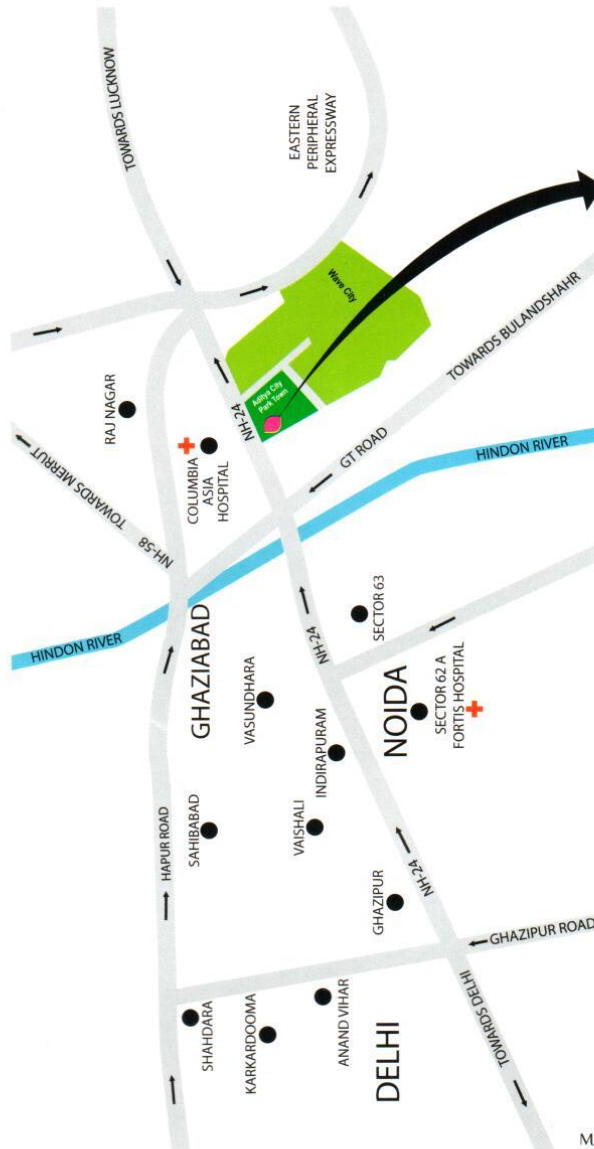 HINDON RIVER
NH-58 TOWARDS MERRUT
TOWARDS LUCKNOW
RAJ NAGAR
HAPUR ROAD
GHAZIABAD
COLUMBIA
ASIA
HOSPITAL
SAHIBABAD
SHAHDARA
VASUNDHARA
KARKARDOOMA
NH-24
EASTERN
PERIPHERAL
EXPRESSWAY
Aditya City
Park Town
Wave City
VAISHALI
INDIRAPURAM
NH-24
ANAND VIHAR
GT ROAD
GHAZIPUR
SECTOR 63
DELHI
NOIDA
NH-24
SECTOR 62 A
FORTIS HOSPITAL
TOWARDS BULANDSHAHR
HINDON RIVER
TOWARDS DELHI
GHAZIPUR ROAD
M